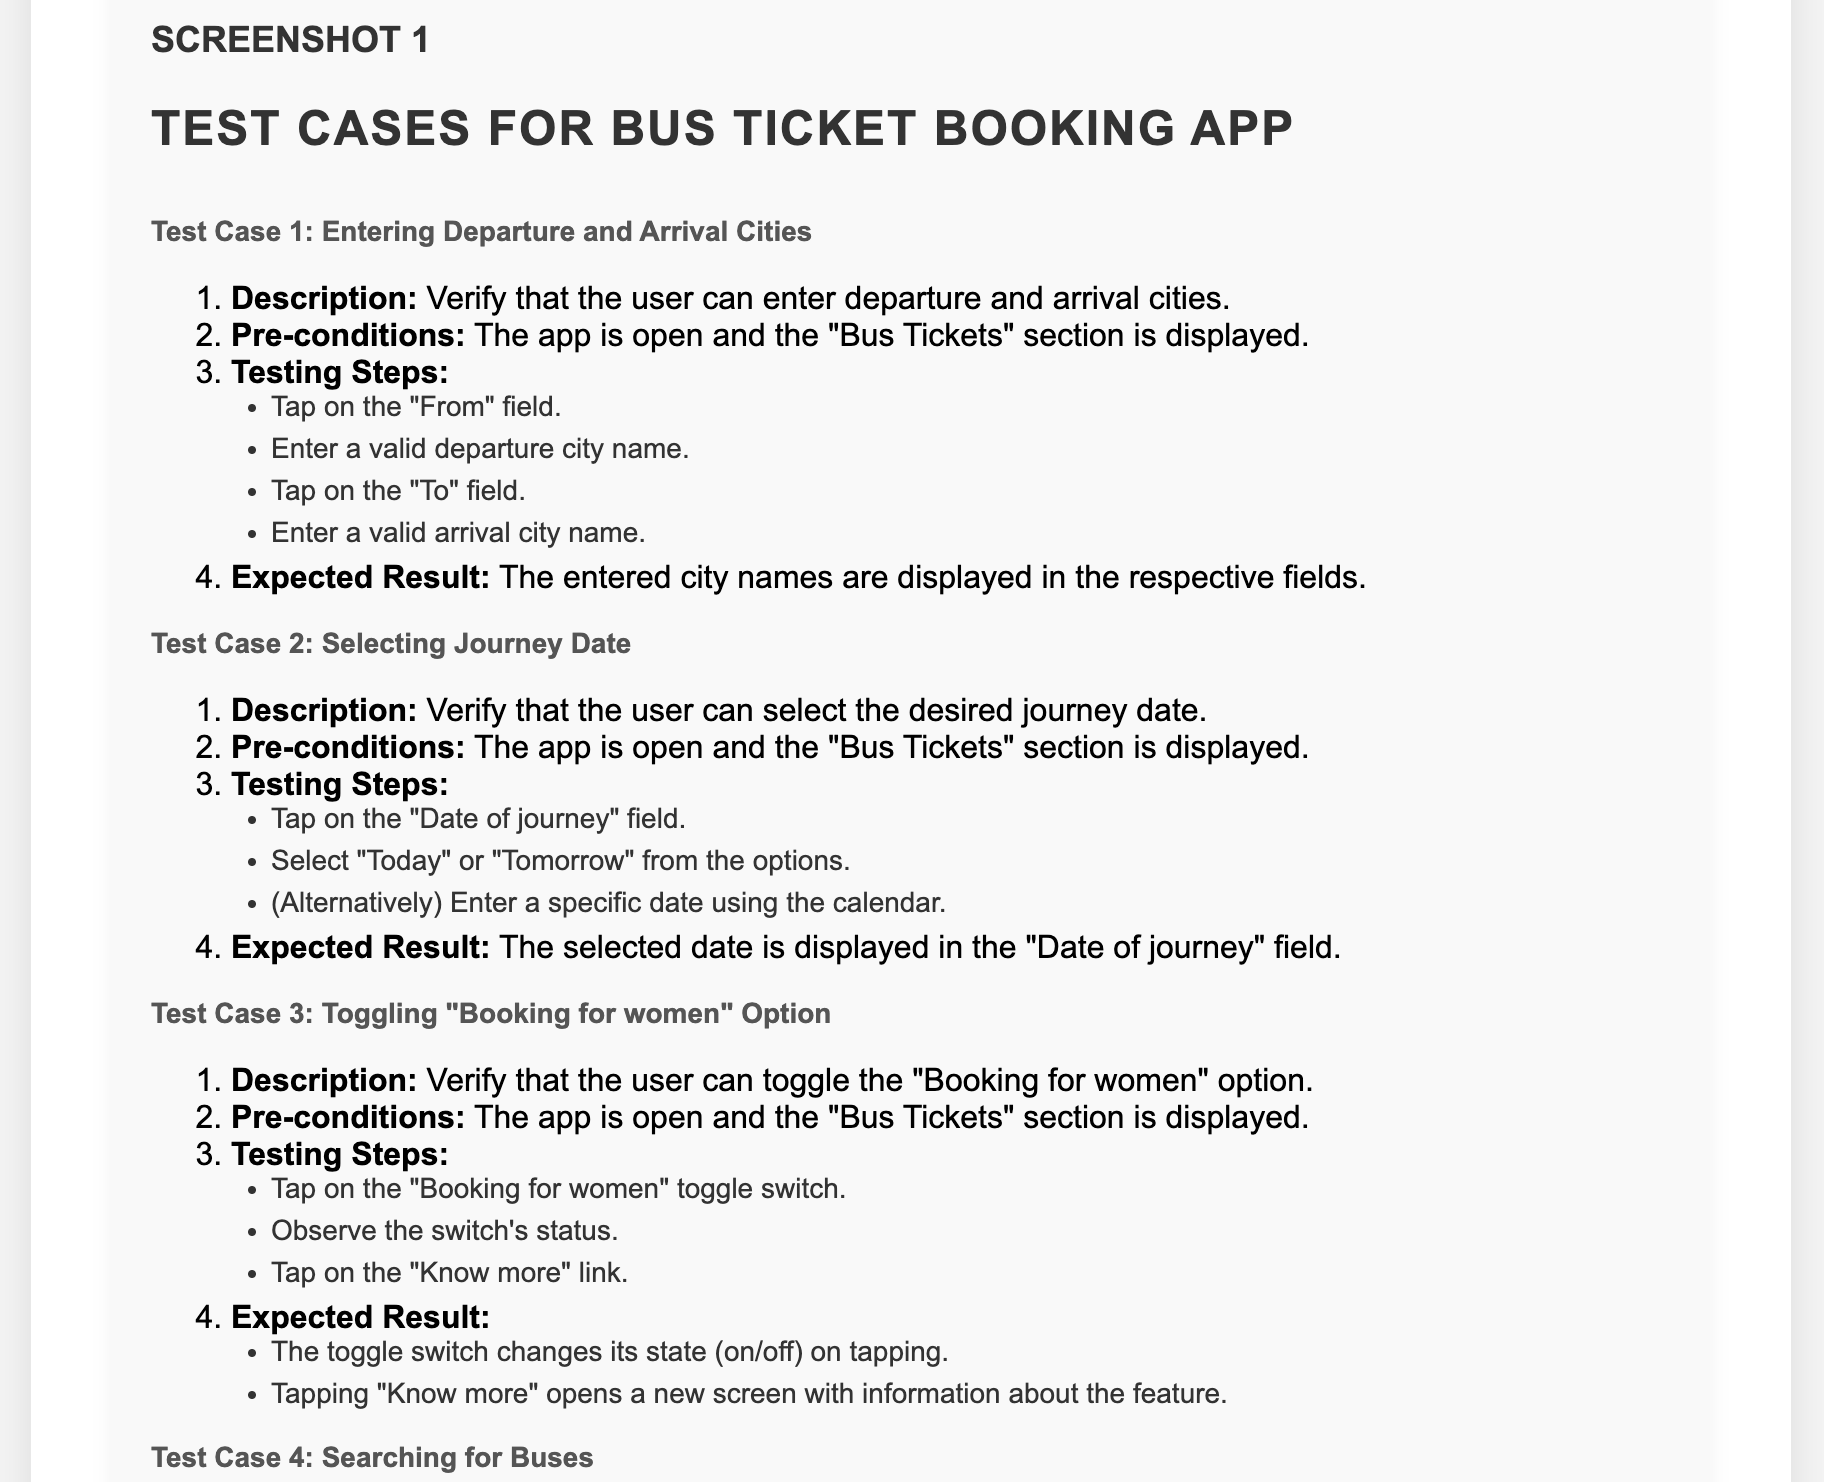 SCREENSHOT 1
TEST CASES FOR BUS TICKET BOOKING APP
Test Case 1: Entering Departure and Arrival Cities
1. Description: Verify that the user can enter departure and arrival cities.
2. Pre-conditions: The app is open and the "Bus Tickets" section is displayed.
3. Testing Steps:
• Tap on the "From" field.
• Enter a valid departure city name.
• Tap on the "To" field.
• Enter a valid arrival city name.
4. Expected Result: The entered city names are displayed in the respective fields.
Test Case 2: Selecting Journey Date
1. Description: Verify that the user can select the desired journey date.
2. Pre-conditions: The app is open and the "Bus Tickets" section is displayed.
3. Testing Steps:
• Tap on the "Date of journey" field.
• Select "Today" or "Tomorrow" from the options.
• (Alternatively) Enter a specific date using the calendar.
4. Expected Result: The selected date is displayed in the "Date of journey" field.
Test Case 3: Toggling "Booking for women" Option
1. Description: Verify that the user can toggle the "Booking for women" option.
2. Pre-conditions: The app is open and the "Bus Tickets" section is displayed.
3. Testing Steps:
• Tap on the "Booking for women" toggle switch.
• Observe the switch's status.
• Tap on the "Know more" link.
4. Expected Result:
• The toggle switch changes its state (on/off) on tapping.
• Tapping "Know more" opens a new screen with information about the feature.
Test Case 4: Searching for Buses